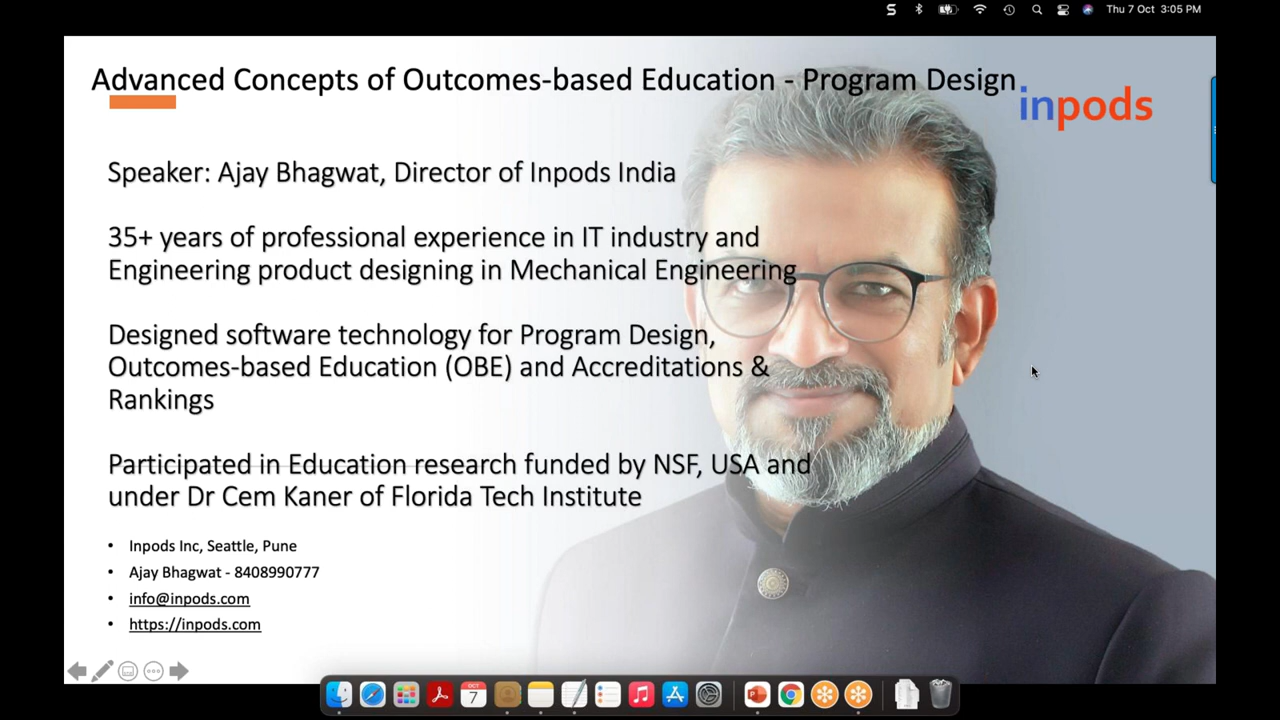 Thu 7 Oct 3:05 PM
Advanced Concepts of Outcomes-based Education - Program Design
inpods
Speaker: Ajay Bhagwat, Director of Inpods India
35+ years of professional experience in IT industry and
Engineering product designing in Mechanical Engineering
Designed software technology for Program Design,
Outcomes-based Education (OBE) and Accreditations &
Rankings
Participated in Education research funded by NSF, USA and
under Dr Cem Kaner of Florida Tech Institute
• Inpods Inc, Seattle, Pune
• Ajay Bhagwat - 8408990777
• info@inpods.com
• https://inpods.com
OCT
7